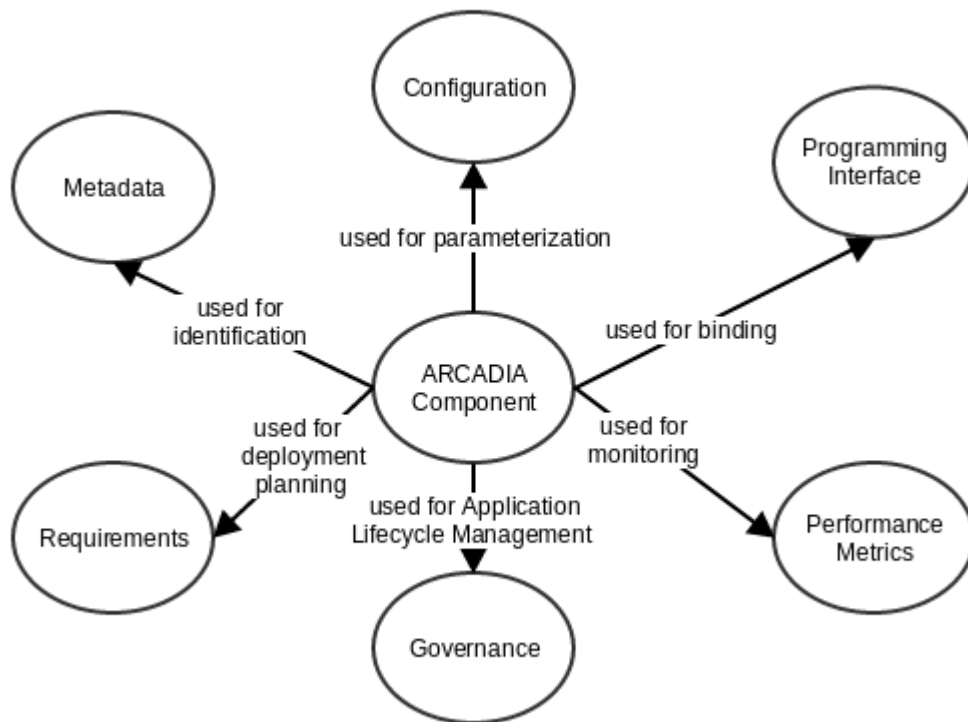 Configuration
Programming
Interface
Metadata
used for parameterization
used for
identification
used for binding
ARCADIA
Component
used for
deployment
planning
used for
monitoring
used for Application
Lifecycle Management
Requirements
Performance
Metrics
Governance